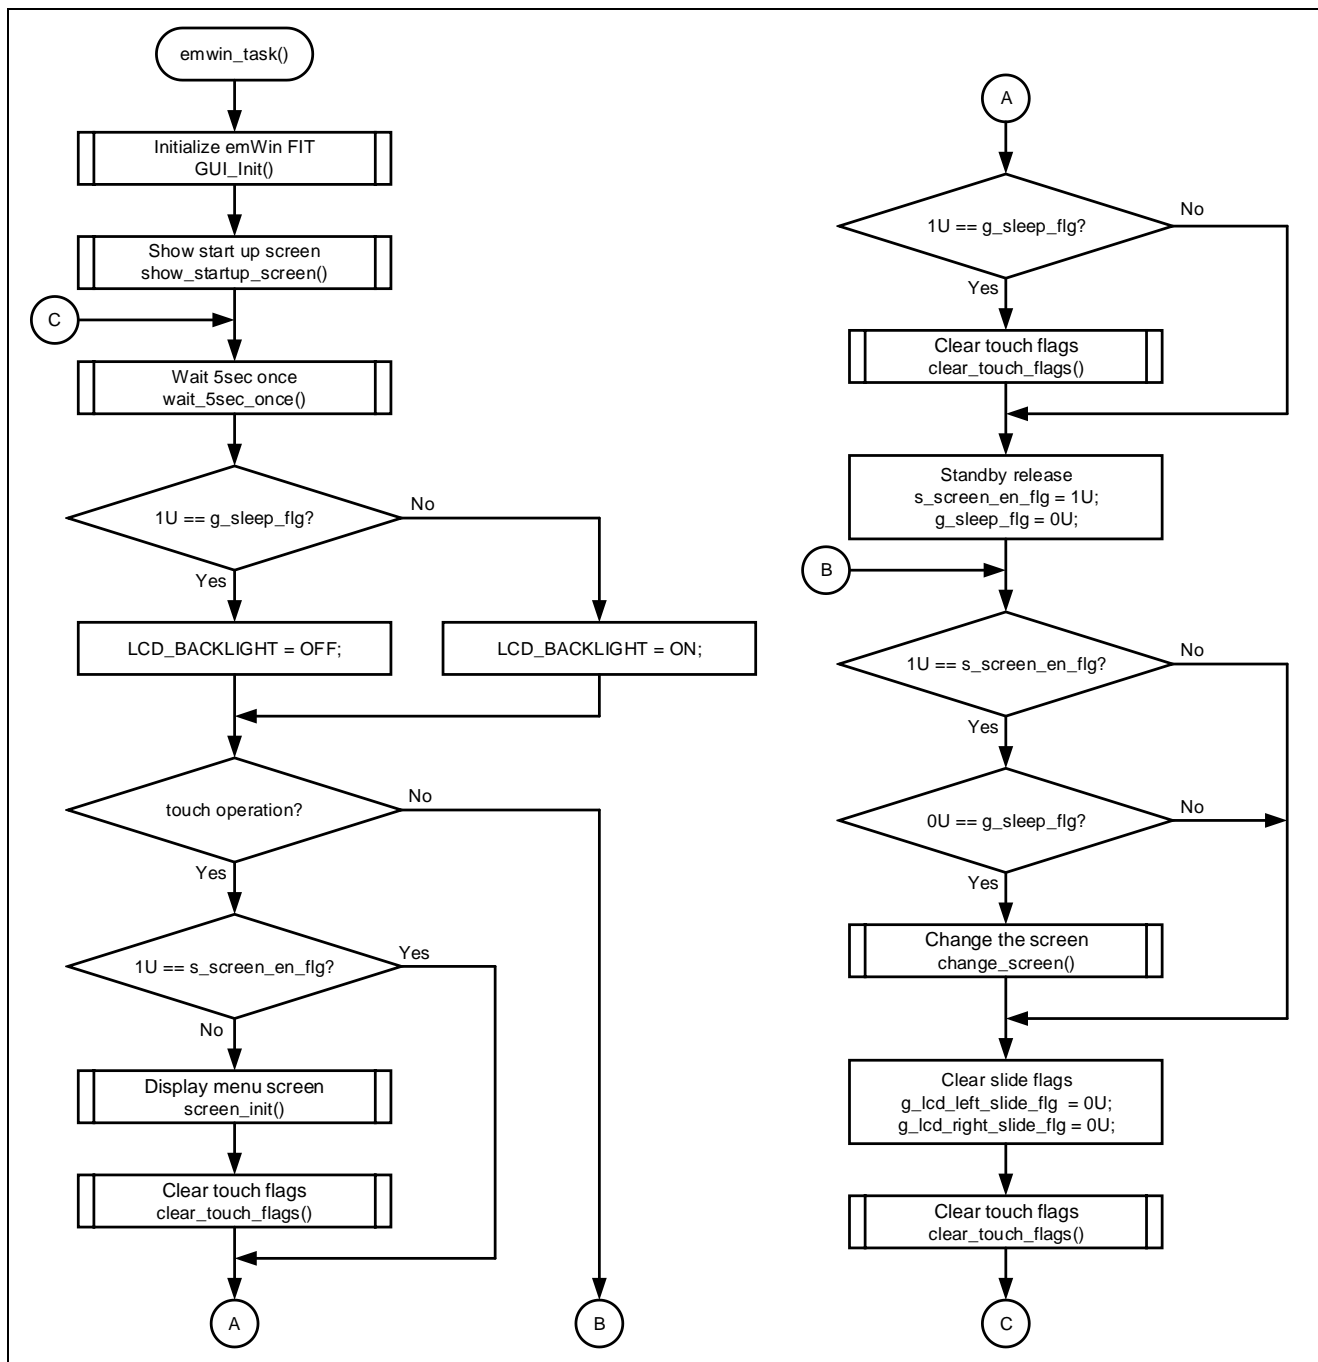 emwin_task()
Initialize emWin FIT
GUI_Init()
Show start up screen
show_startup_screen()
C
Wait 5sec once
wait_5sec_once()
1U == g_sleep_flg?
No
Yes
LCD_BACKLIGHT = OFF;
LCD_BACKLIGHT = ON;
touch operation?
No
Yes
1U == s_screen_en_flg?
Yes
No
Display menu screen
screen_init()
Clear touch flags
clear_touch_flags()
A
B
A
1U == g_sleep_flg?
No
Yes
Clear touch flags
clear_touch_flags()
Standby release
s_screen_en_flg = 1U;
g_sleep_flg = 0U;
B
1U == s_screen_en_flg?
No
Yes
0U == g_sleep_flg?
No
Yes
Change the screen
change_screen()
Clear slide flags
g_lcd_left_slide_flg  = 0U;
g_lcd_right_slide_flg = 0U;
Clear touch flags
clear_touch_flags()
C